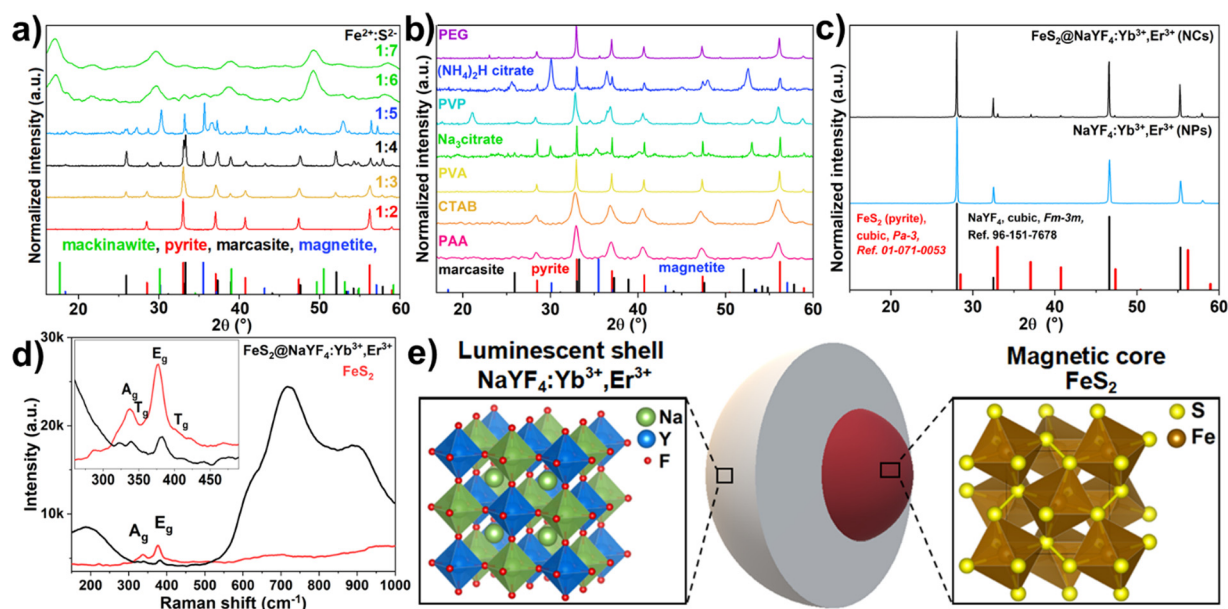 a)
Normalized intensity (a.u.)
Fe²⁺:S²⁻
1:7
1:6
1:5
1:4
1:3
1:2
mackinawite, pyrite, marcasite, magnetite,
20 30 40 50 60
2θ (°)
b)
Normalized intensity (a.u.)
PEG
(NH₄)₂H citrate
PVP
Na₃citrate
PVA
CTAB
PAA
marcasite pyrite magnetite
20 30 40 50 60
2θ (°)
c)
Normalized intensity (a.u.)
FeS₂@NaYF₄:Yb³⁺,Er³⁺ (NCs)
NaYF₄:Yb³⁺,Er³⁺ (NPs)
FeS₂ (pyrite),
cubic, Pa-3,
Ref. 01-071-0053
NaYF₄, cubic, Fm-3m,
Ref. 96-151-7678
20 30 40 50 60
2θ (°)
d)
Intensity (a.u.)
30k
20k
10k
FeS₂@NaYF₄:Yb³⁺,Er³⁺
FeS₂
A_g
T_g
E_g
T_g
300 350 400 450
A_g
E_g
200 300 400 500 600 700 800 900 1000
Raman shift (cm⁻¹)
e)
Luminescent shell
NaYF₄:Yb³⁺,Er³⁺
Na
Y
F
Magnetic core
FeS₂
S
Fe